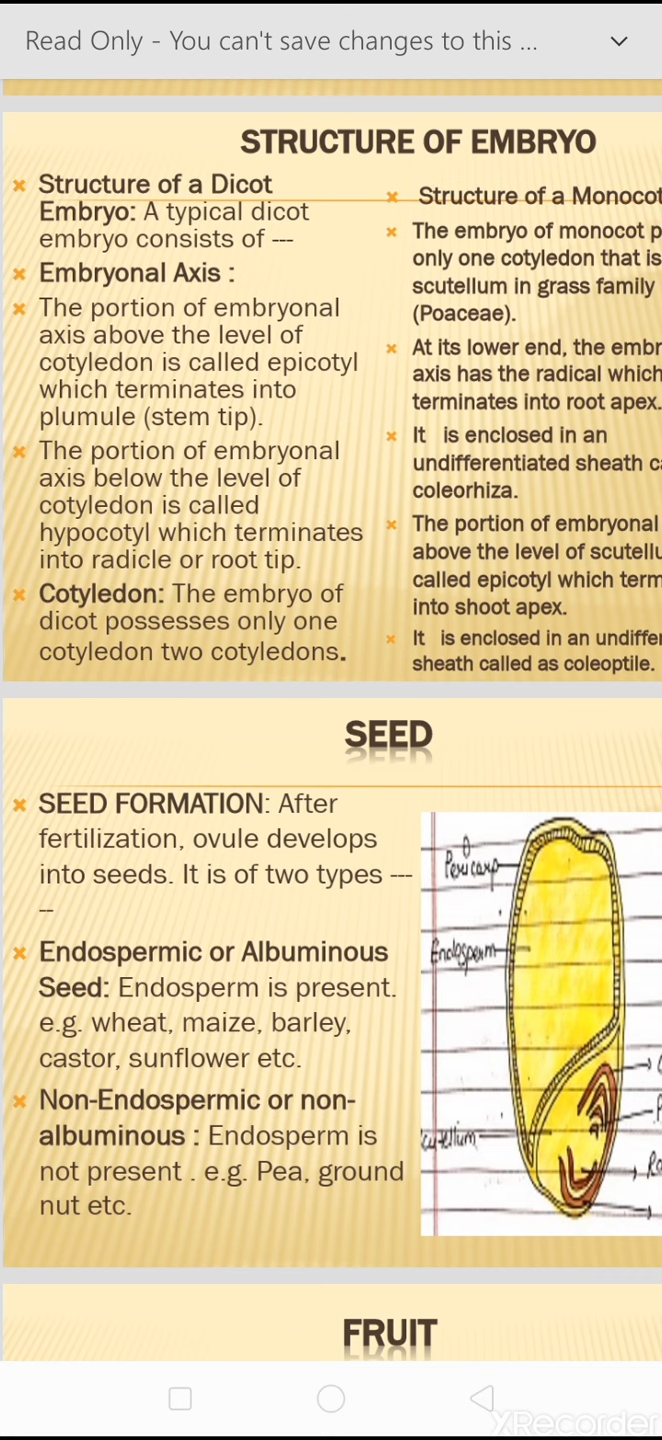 Read Only - You can't save changes to this ...
STRUCTURE OF EMBRYO
Structure of a Dicot
Embryo: A typical dicot
embryo consists of ---
Embryonal Axis :
The portion of embryonal
axis above the level of
cotyledon is called epicotyl
which terminates into
plumule (stem tip).
The portion of embryonal
axis below the level of
cotyledon is called
hypocotyl which terminates
into radicle or root tip.
Cotyledon: The embryo of
dicot possesses only one
cotyledon two cotyledons.
Structure of a Monocot
The embryo of monocot p
only one cotyledon that is
scutellum in grass family
(Poaceae).
At its lower end, the embr
axis has the radical which
terminates into root apex.
It is enclosed in an
undifferentiated sheath ca
coleorhiza.
The portion of embryonal
above the level of scutellu
called epicotyl which term
into shoot apex.
It is enclosed in an undiffer
sheath called as coleoptile.
SEED
SEED FORMATION: After
fertilization, ovule develops
into seeds. It is of two types ---
--
Endospermic or Albuminous
Seed: Endosperm is present.
e.g. wheat, maize, barley,
castor, sunflower etc.
Non-Endospermic or non-
albuminous : Endosperm is
not present . e.g. Pea, ground
nut etc.
Pericarp
Endosperm
cutellum
Ra
FRUIT
XRecorder